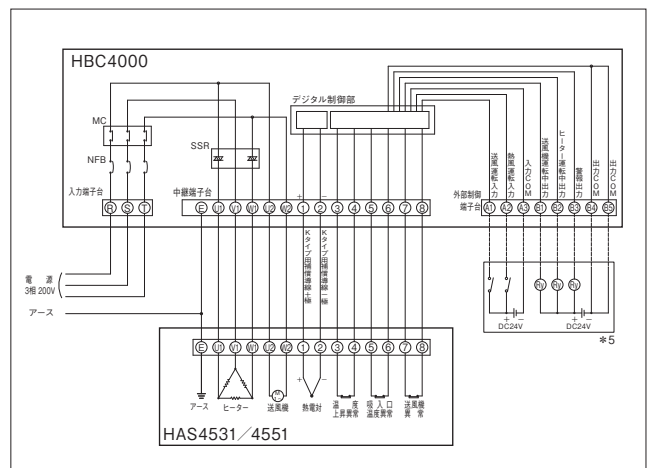 HBC4000
デジタル制御部
MC
SSR
NFB
入力端子台
中継端子台
外部制御
端子台
送風運転入力
熱風運転入力
入力COM
送風機運転中出力
ヒーター運転中出力
警報出力
出力COM
出力COM
R S T
E U1 V1 W1 U2 W2 1 2 3 4 5 6 7 8
A1 A2 A3 B1 B2 B3 B4 B5
+ −
Kタイプ用補償導線+極
Kタイプ用補償導線−極
電源
3相 200V
アース
Ry Ry Ry
+ −
DC24V
+ −
DC24V
*5
E U1 V1 W1 U2 W2 1 2 3 4 5 6 7 8
+ −
M
アース
ヒーター
送風機
熱電対
温度
上昇異常
吸入口
温度異常
送風機
異常
HAS4531/4551